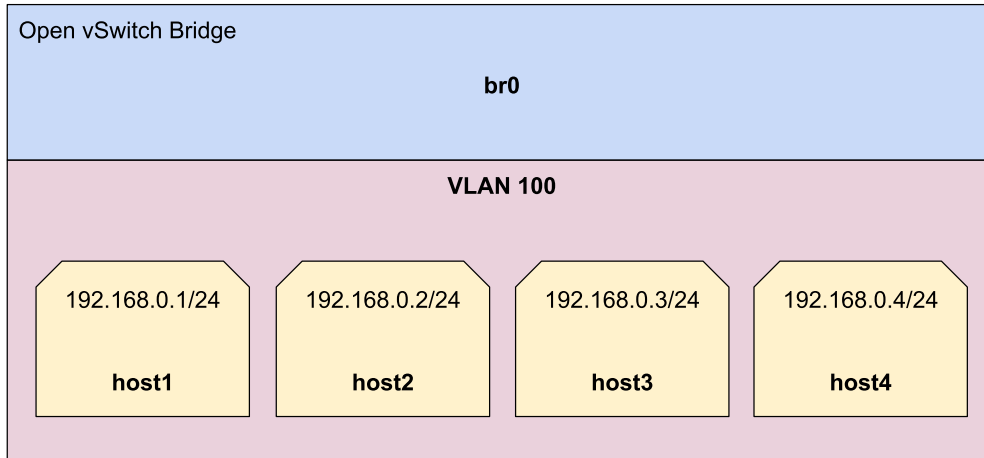 Open vSwitch Bridge
br0
VLAN 100
192.168.0.1/24
host1
192.168.0.2/24
host2
192.168.0.3/24
host3
192.168.0.4/24
host4